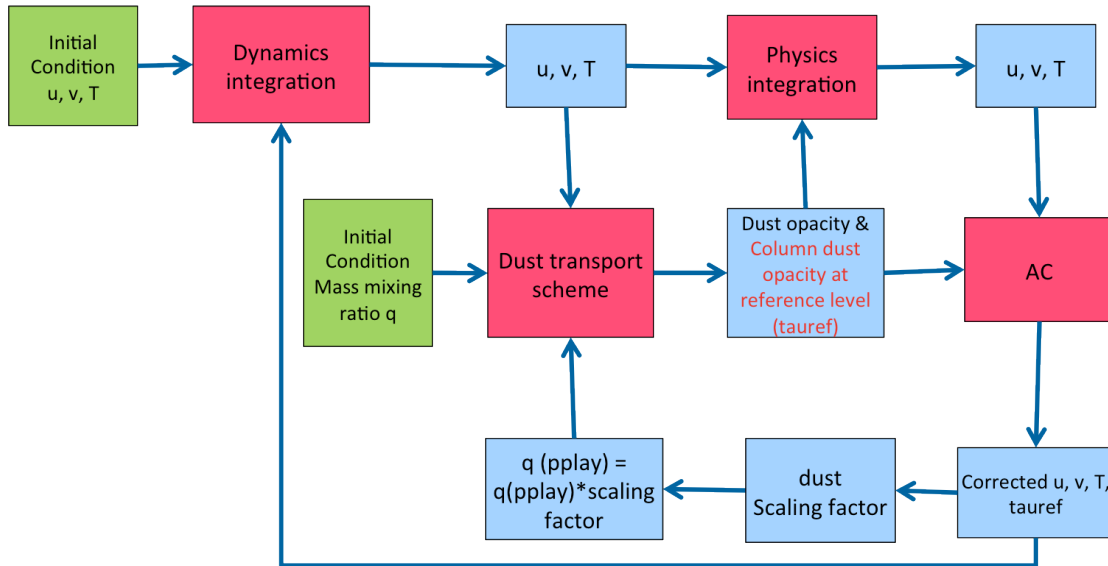 Initial
Condition
u, v, T
Dynamics
integration
u, v, T
Physics
integration
u, v, T
Initial
Condition
Mass mixing
ratio q
Dust transport
scheme
Dust opacity &
Column dust
opacity at
reference level
(tauref)
AC
q (pplay) =
q(pplay)*scaling
factor
dust
Scaling factor
Corrected u, v, T,
tauref